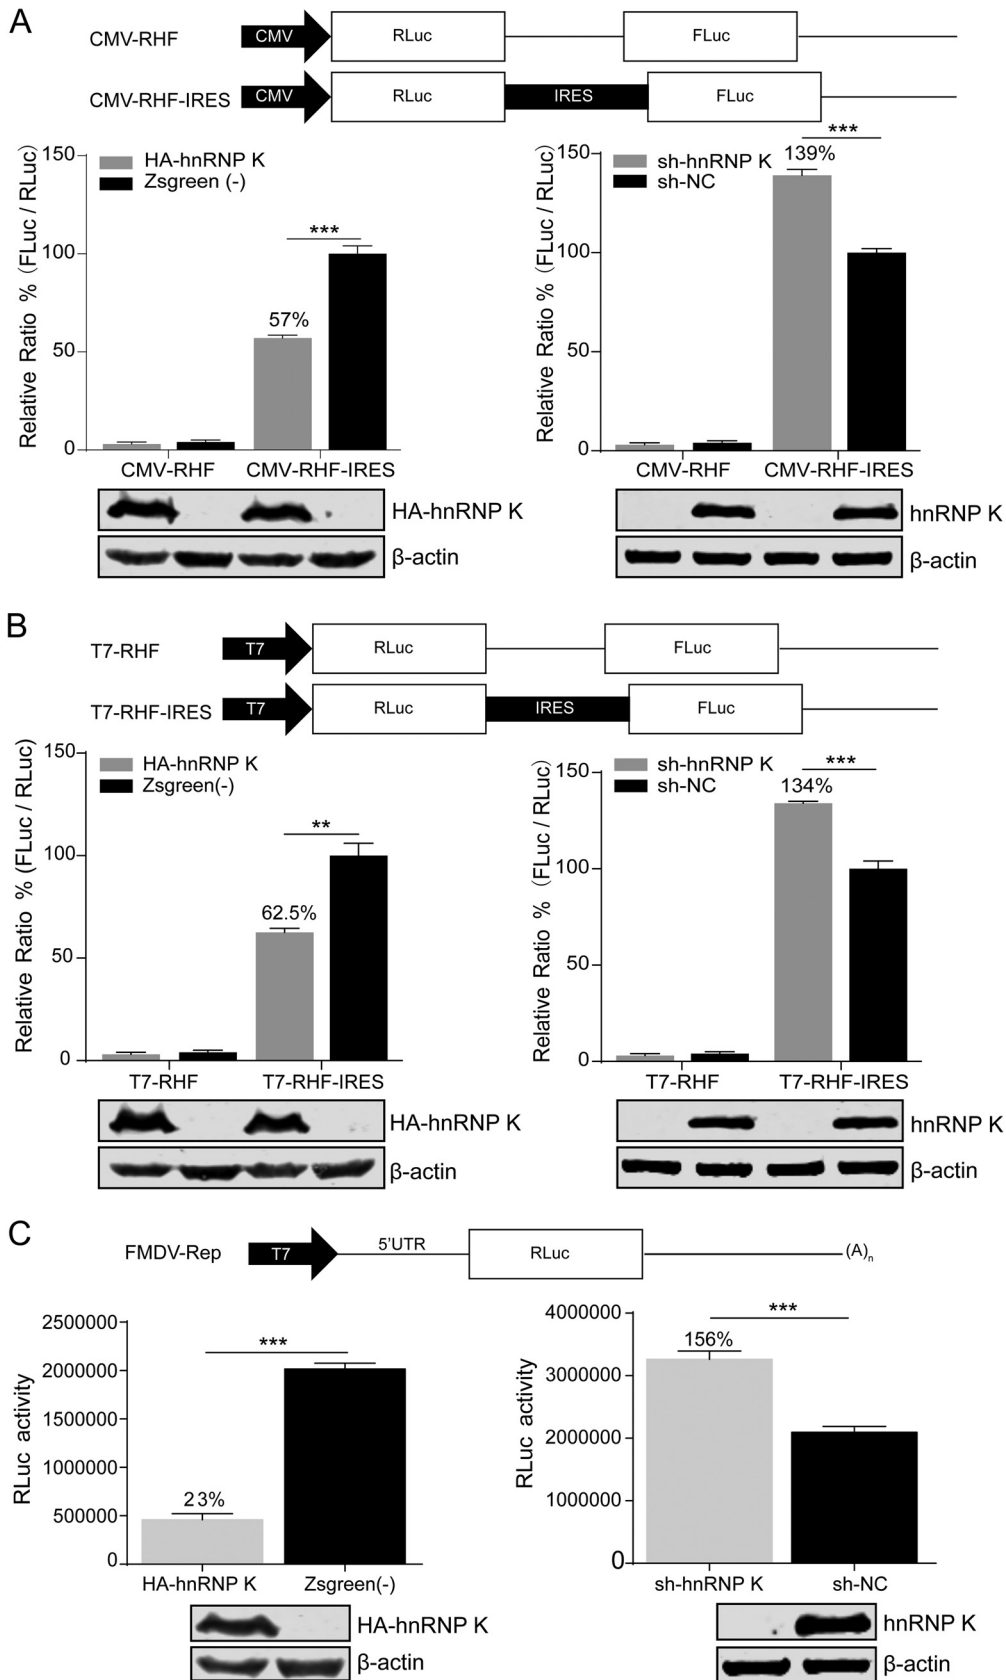 A
CMV-RHF CMV RLuc FLuc
CMV-RHF-IRES CMV RLuc IRES FLuc
Relative Ratio % (FLuc / RLuc)
150
100
50
0
HA-hnRNP K
Zsgreen (-)
***
57%
CMV-RHF CMV-RHF-IRES
HA-hnRNP K
β-actin
Relative Ratio % (FLuc / RLuc)
150
100
50
0
sh-hnRNP K
sh-NC
***
139%
CMV-RHF CMV-RHF-IRES
hnRNP K
β-actin
B
T7-RHF T7 RLuc FLuc
T7-RHF-IRES T7 RLuc IRES FLuc
Relative Ratio % (FLuc / RLuc)
150
100
50
0
HA-hnRNP K
Zsgreen(-)
**
62.5%
T7-RHF T7-RHF-IRES
HA-hnRNP K
β-actin
Relative Ratio % (FLuc / RLuc)
150
100
50
0
sh-hnRNP K
sh-NC
***
134%
T7-RHF T7-RHF-IRES
hnRNP K
β-actin
C
FMDV-Rep T7 5'UTR RLuc (A)n
RLuc activity
2500000
2000000
1500000
1000000
500000
0
***
23%
HA-hnRNP K Zsgreen(-)
HA-hnRNP K
β-actin
RLuc activity
4000000
3000000
2000000
1000000
0
***
156%
sh-hnRNP K sh-NC
hnRNP K
β-actin